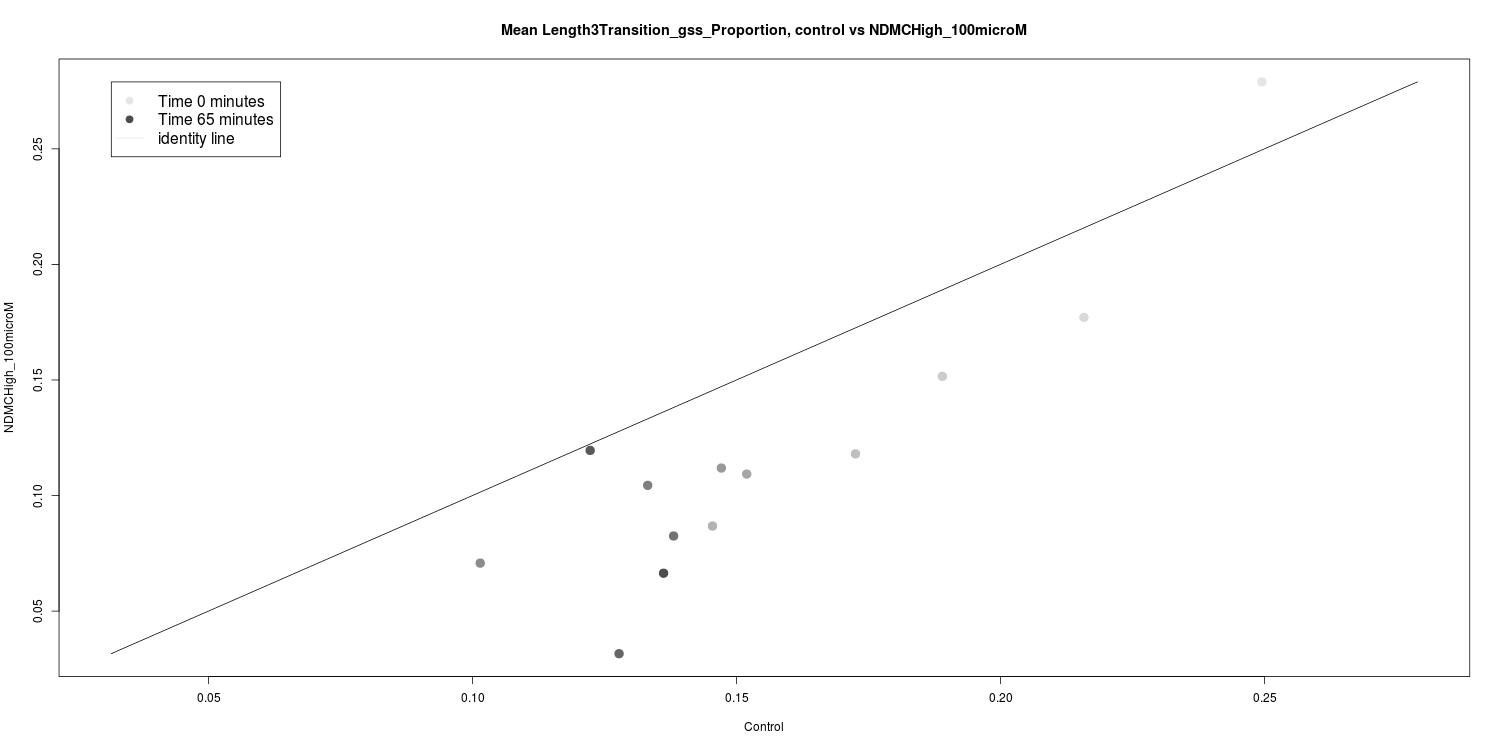 Mean Length3Transition_gss_Proportion, control vs NDMCHigh_100microM
Time 0 minutes
Time 65 minutes
identity line
NDMCHigh_100microM
0.25
0.20
0.15
0.10
0.05
0.05 0.10 0.15 0.20 0.25
Control